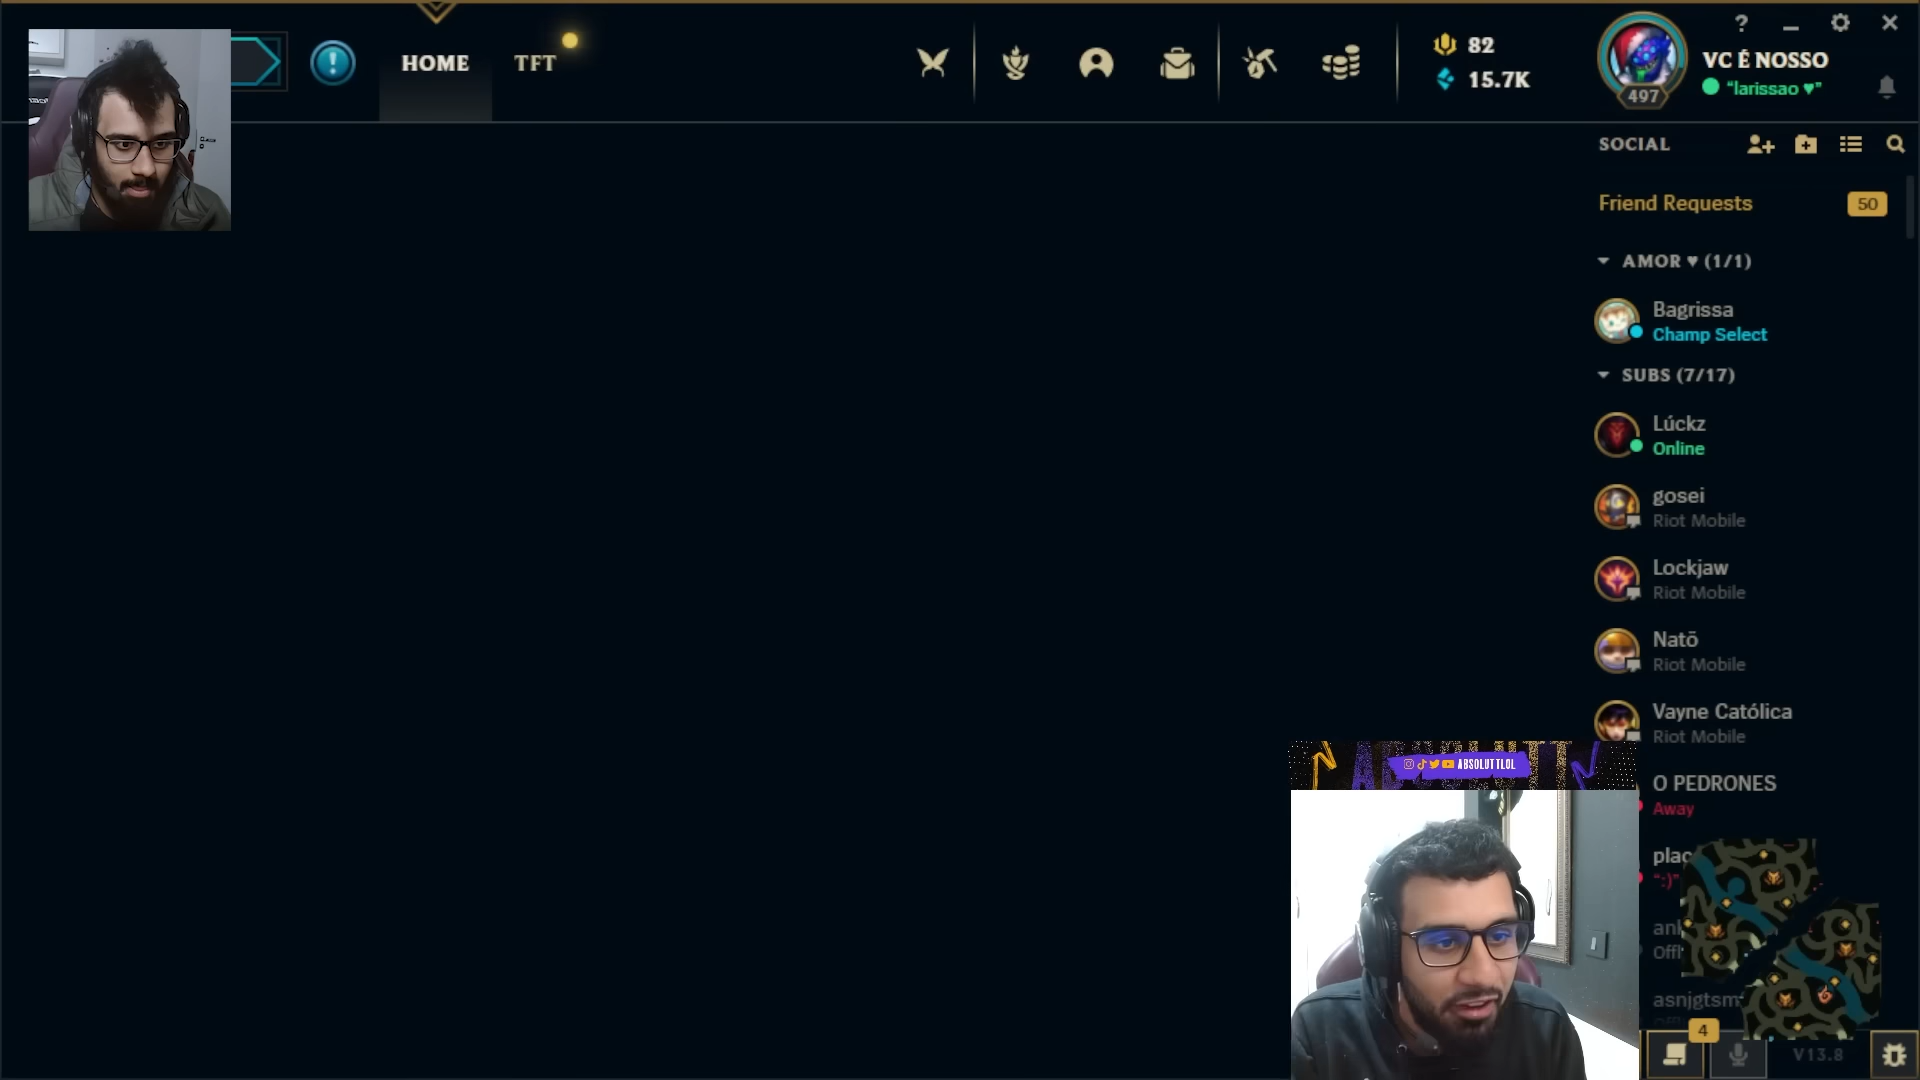 HOME
TFT
82
15.7K
497
?
VC É NOSSO
“larissao ♥”
SOCIAL
Friend Requests
50
AMOR ♥ (1/1)
Bagrissa
Champ Select
SUBS (7/17)
Lúckz
Online
gosei
Riot Mobile
Lockjaw
Riot Mobile
Natō
Riot Mobile
Vayne Católica
Riot Mobile
ABSOLUTTLOL
O PEDRONES
Away
“:)”
4
V13.8